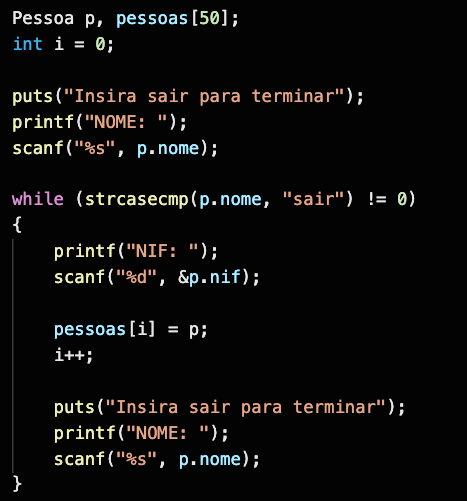 Pessoa p, pessoas[50];
int i = 0;

puts("Insira sair para terminar");
printf("NOME: ");
scanf("%s", p.nome);

while (strcasecmp(p.nome, "sair") != 0)
{
    printf("NIF: ");
    scanf("%d", &p.nif);

    pessoas[i] = p;
    i++;

    puts("Insira sair para terminar");
    printf("NOME: ");
    scanf("%s", p.nome);
}